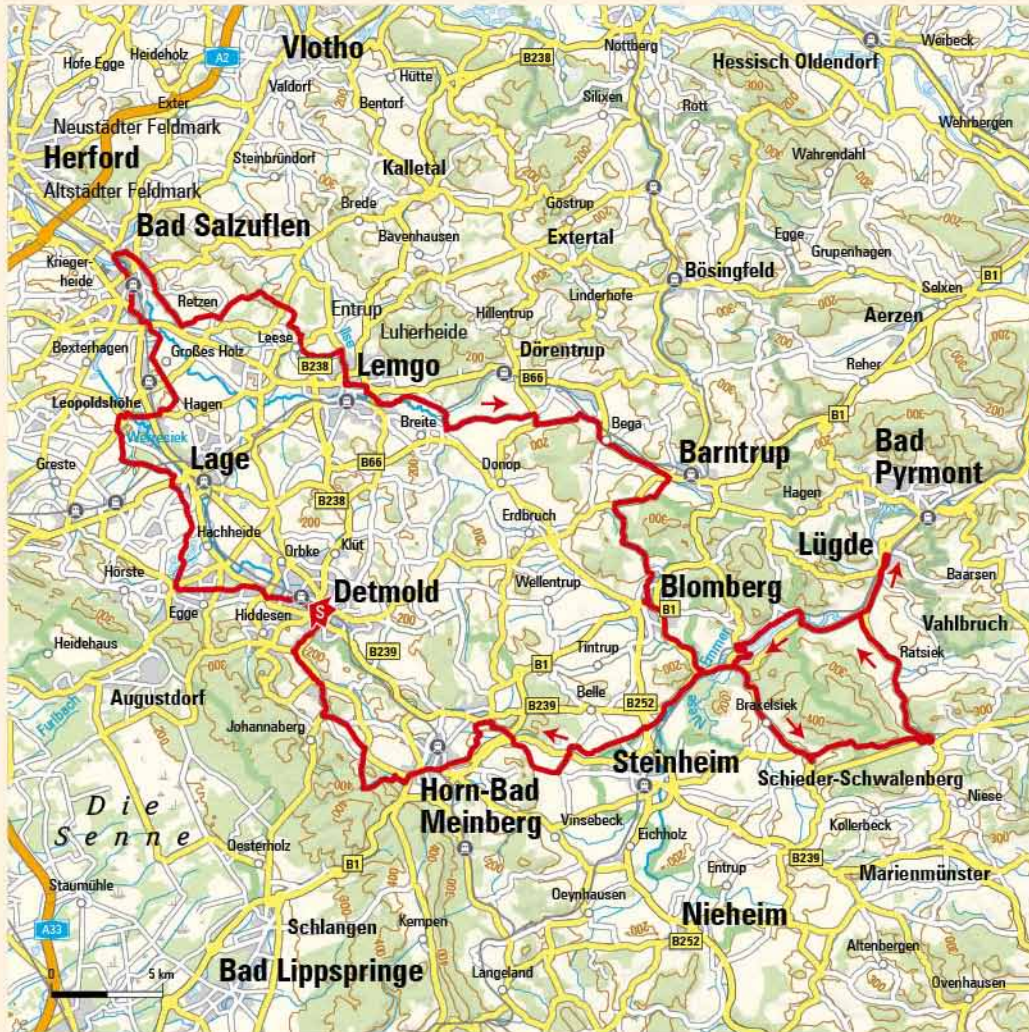 Vlotho
Nottberg
Weibeck
Hofe Egge
Heideholz
A2
B238
Hessisch Oldendorf
Valdorf
Hütte
Exter
Bentorf
Silixen
Rott
Wehrbergen
Neustädter Feldmark
Herford
Steinbründorf
Kalletal
Wahrendahl
Altstädter Feldmark
Brede
Göstrup
Bad Salzuflen
Bavenhausen
Extertal
Egge
Grupenhagen
Krieger-
heide
Bösingfeld
B1
Retzen
Linderhofe
Selxen
Entrup
Hillentrup
Aerzen
Leese
Ilse
Luherheide
Bexterhagen
Großes Holz
Dörentrup
Reher
B238
Lemgo
B66
Leopoldshöhe
Hagen
B1
Breite
Bega
Bad
Pyrmont
Greste
Lage
B66
Donop
Barntrup
B238
Hagen
Erdbruch
Hachheide
Lügde
Orbke
Klüt
Hörste
Detmold
Wellentrup
Blomberg
Baarsen
S
B1
Egge
Hiddesen
Emmer
Vahlbruch
Heidehaus
B239
Tintrup
Ratsiek
B1
Augustdorf
Belle
B252
Brakelsiek
Furlbach
B239
Johannaberg
Steinheim
Schieder-Schwalenberg
Horn-Bad
Meinberg
Niese
Die
Senne
Vinsebeck
Kollerbeck
Eichholz
Oesterholz
B1
Entrup
B239
Marienmünster
Staumühle
Oeynhausen
Nieheim
Schlangen
Kempen
A33
B252
Altenbergen
0
5 km
Bad Lippspringe
Langeland
Ovenhausen